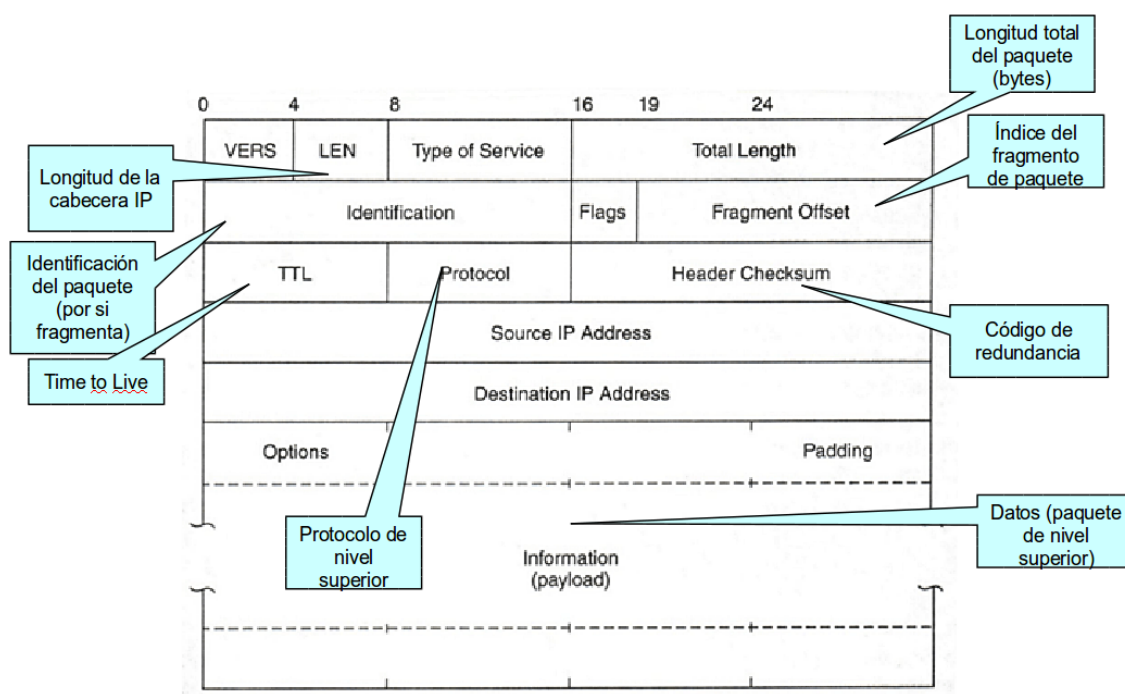 Longitud total
del paquete
(bytes)
0 4 8 16 19 24
VERS LEN Type of Service Total Length
Índice del
fragmento
de paquete
Longitud de la
cabecera IP
Identification Flags Fragment Offset
Identificación
del paquete
(por si
fragmenta)
TTL Protocol Header Checksum
Source IP Address
Código de
redundancia
Time to Live
Destination IP Address
Options Padding
Protocolo de
nivel
superior
Datos (paquete
de nivel
superior)
Information
(payload)